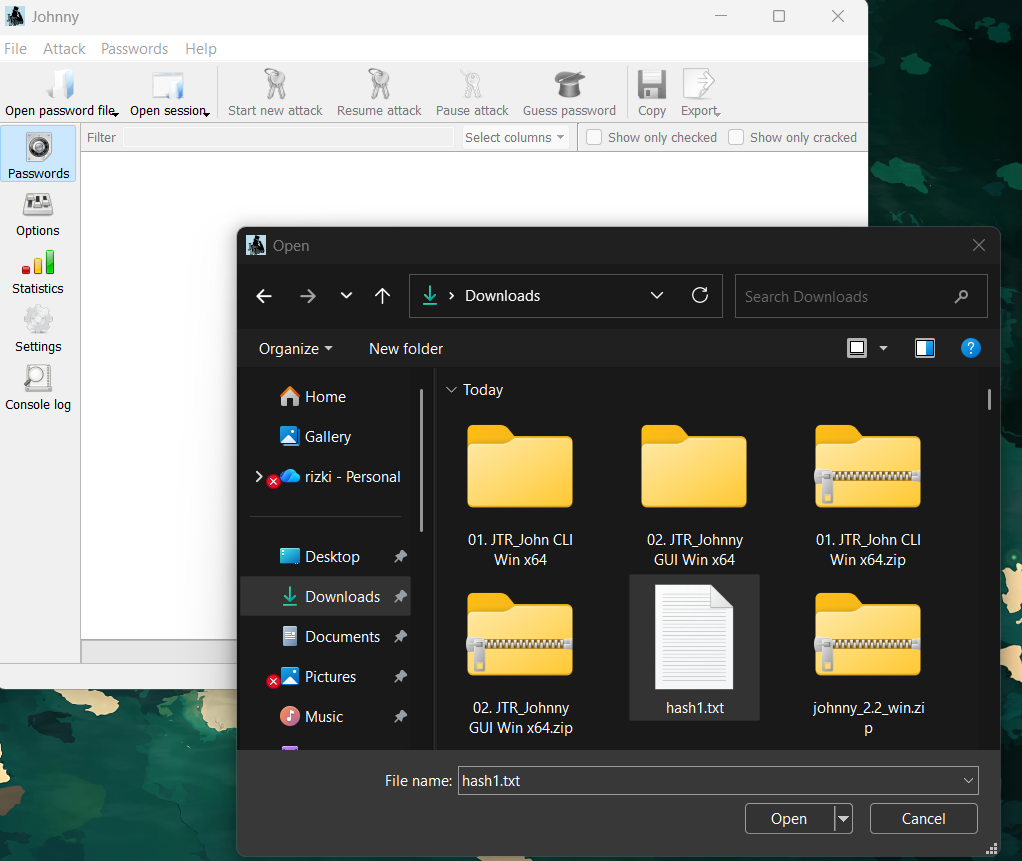 Johnny
File Attack Passwords Help
Open password file Open session Start new attack Resume attack Pause attack Guess password Copy Export
Filter Select columns Show only checked Show only cracked
Passwords
Options
Statistics
Settings
Console log
Open
Downloads Search Downloads
Organize New folder
Home
Gallery
rizki - Personal
Desktop
Downloads
Documents
Pictures
Music
Today
01. JTR_John CLI
Win x64
02. JTR_Johnny
GUI Win x64
01. JTR_John CLI
Win x64.zip
02. JTR_Johnny
GUI Win x64.zip
hash1.txt
johnny_2.2_win.zi
p
File name: hash1.txt
Open Cancel